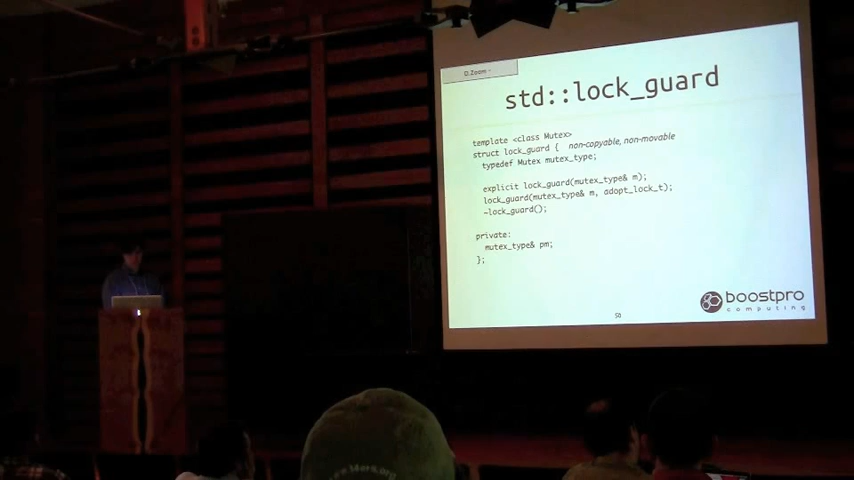 D.Zoom -
std::lock_guard
template <class Mutex>
struct lock_guard { non-copyable, non-movable
typedef Mutex mutex_type;
explicit lock_guard(mutex_type& m);
lock_guard(mutex_type& m, adopt_lock_t);
~lock_guard();
private:
mutex_type& pm;
};
boostpro
computing